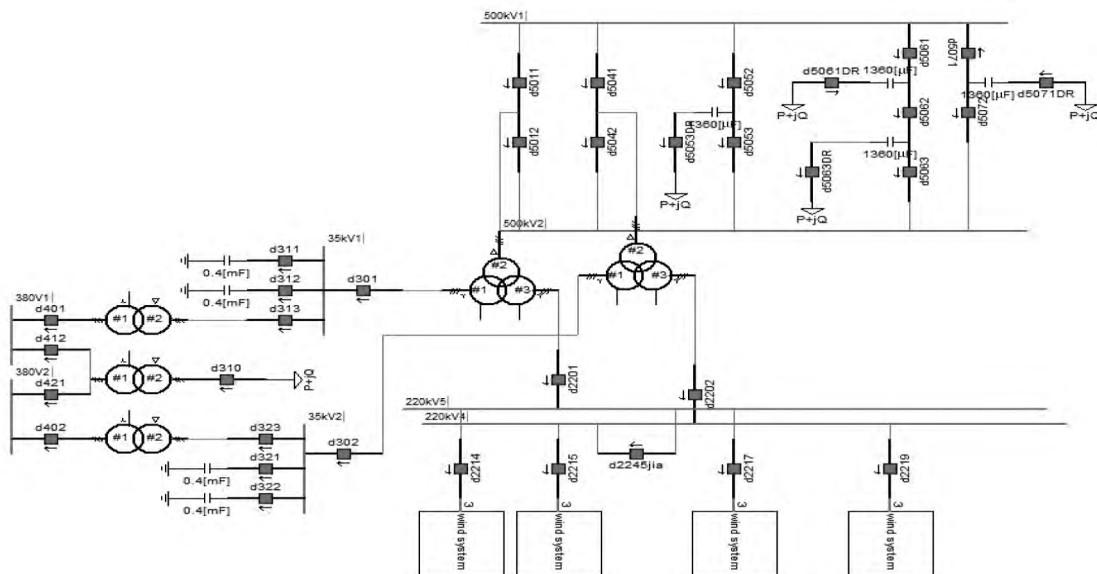 500kV1
d5011
d5041
d5052
d5061
d5071
d5061DR
1360[µF]
1360[µF]
d5071DR
P+jQ
P+jQ
d5012
d5042
d5053DR
1360[µF]
d5053
d5062
d5072
1360[µF]
d5063DR
d5063
P+jQ
P+jQ
500kV2
35kV1
d311
0.4[mF]
d312
0.4[mF]
d301
d313
#2
#1
#3
#2
#1
#3
380V1
d401
#1
#2
d412
380V2
d421
#1
#2
d310
P+jQ
d402
#1
#2
d323
35kV2
d302
d321
0.4[mF]
d322
0.4[mF]
d2201
d2202
220kV5
220kV4
d2214
d2215
d2245jia
d2217
d2219
3
3
3
3
wind system
wind system
wind system
wind system